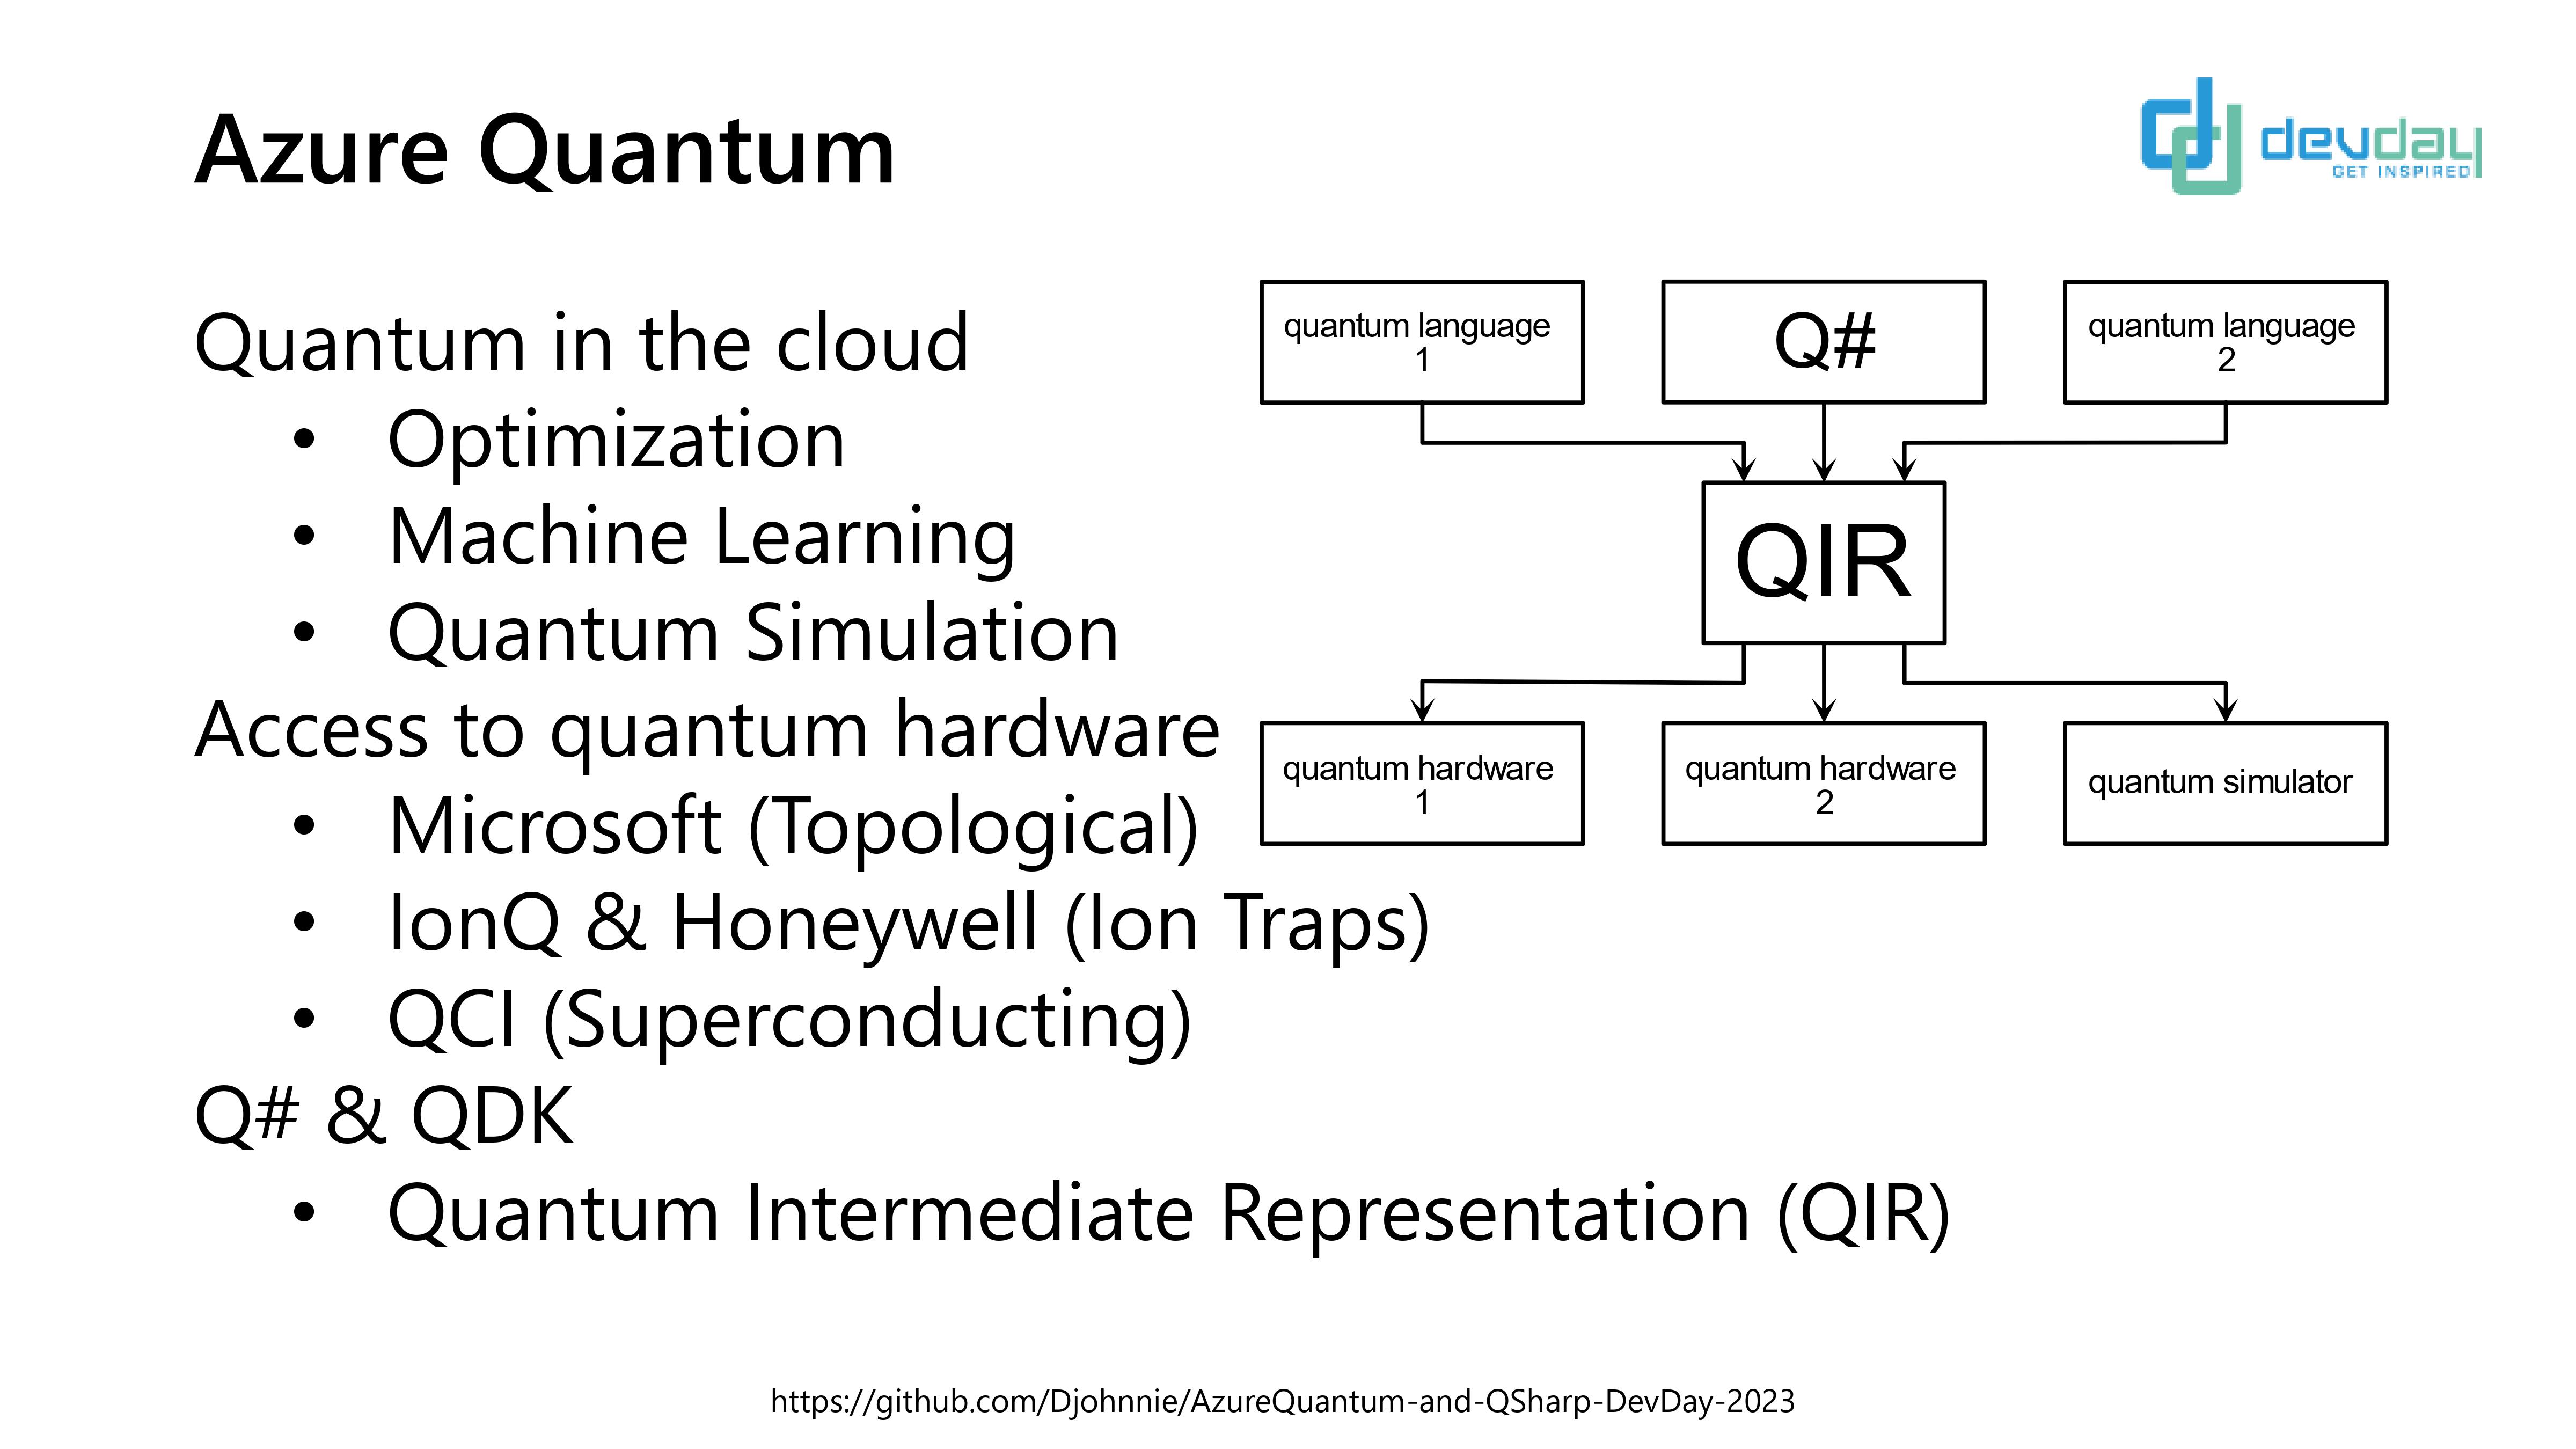 Azure Quantum
devday
GET INSPIRED
Quantum in the cloud
• Optimization
• Machine Learning
• Quantum Simulation
Access to quantum hardware
• Microsoft (Topological)
• IonQ & Honeywell (Ion Traps)
• QCI (Superconducting)
Q# & QDK
• Quantum Intermediate Representation (QIR)
quantum language
1
Q#
quantum language
2
QIR
quantum hardware
1
quantum hardware
2
quantum simulator
https://github.com/Djohnnie/AzureQuantum-and-QSharp-DevDay-2023